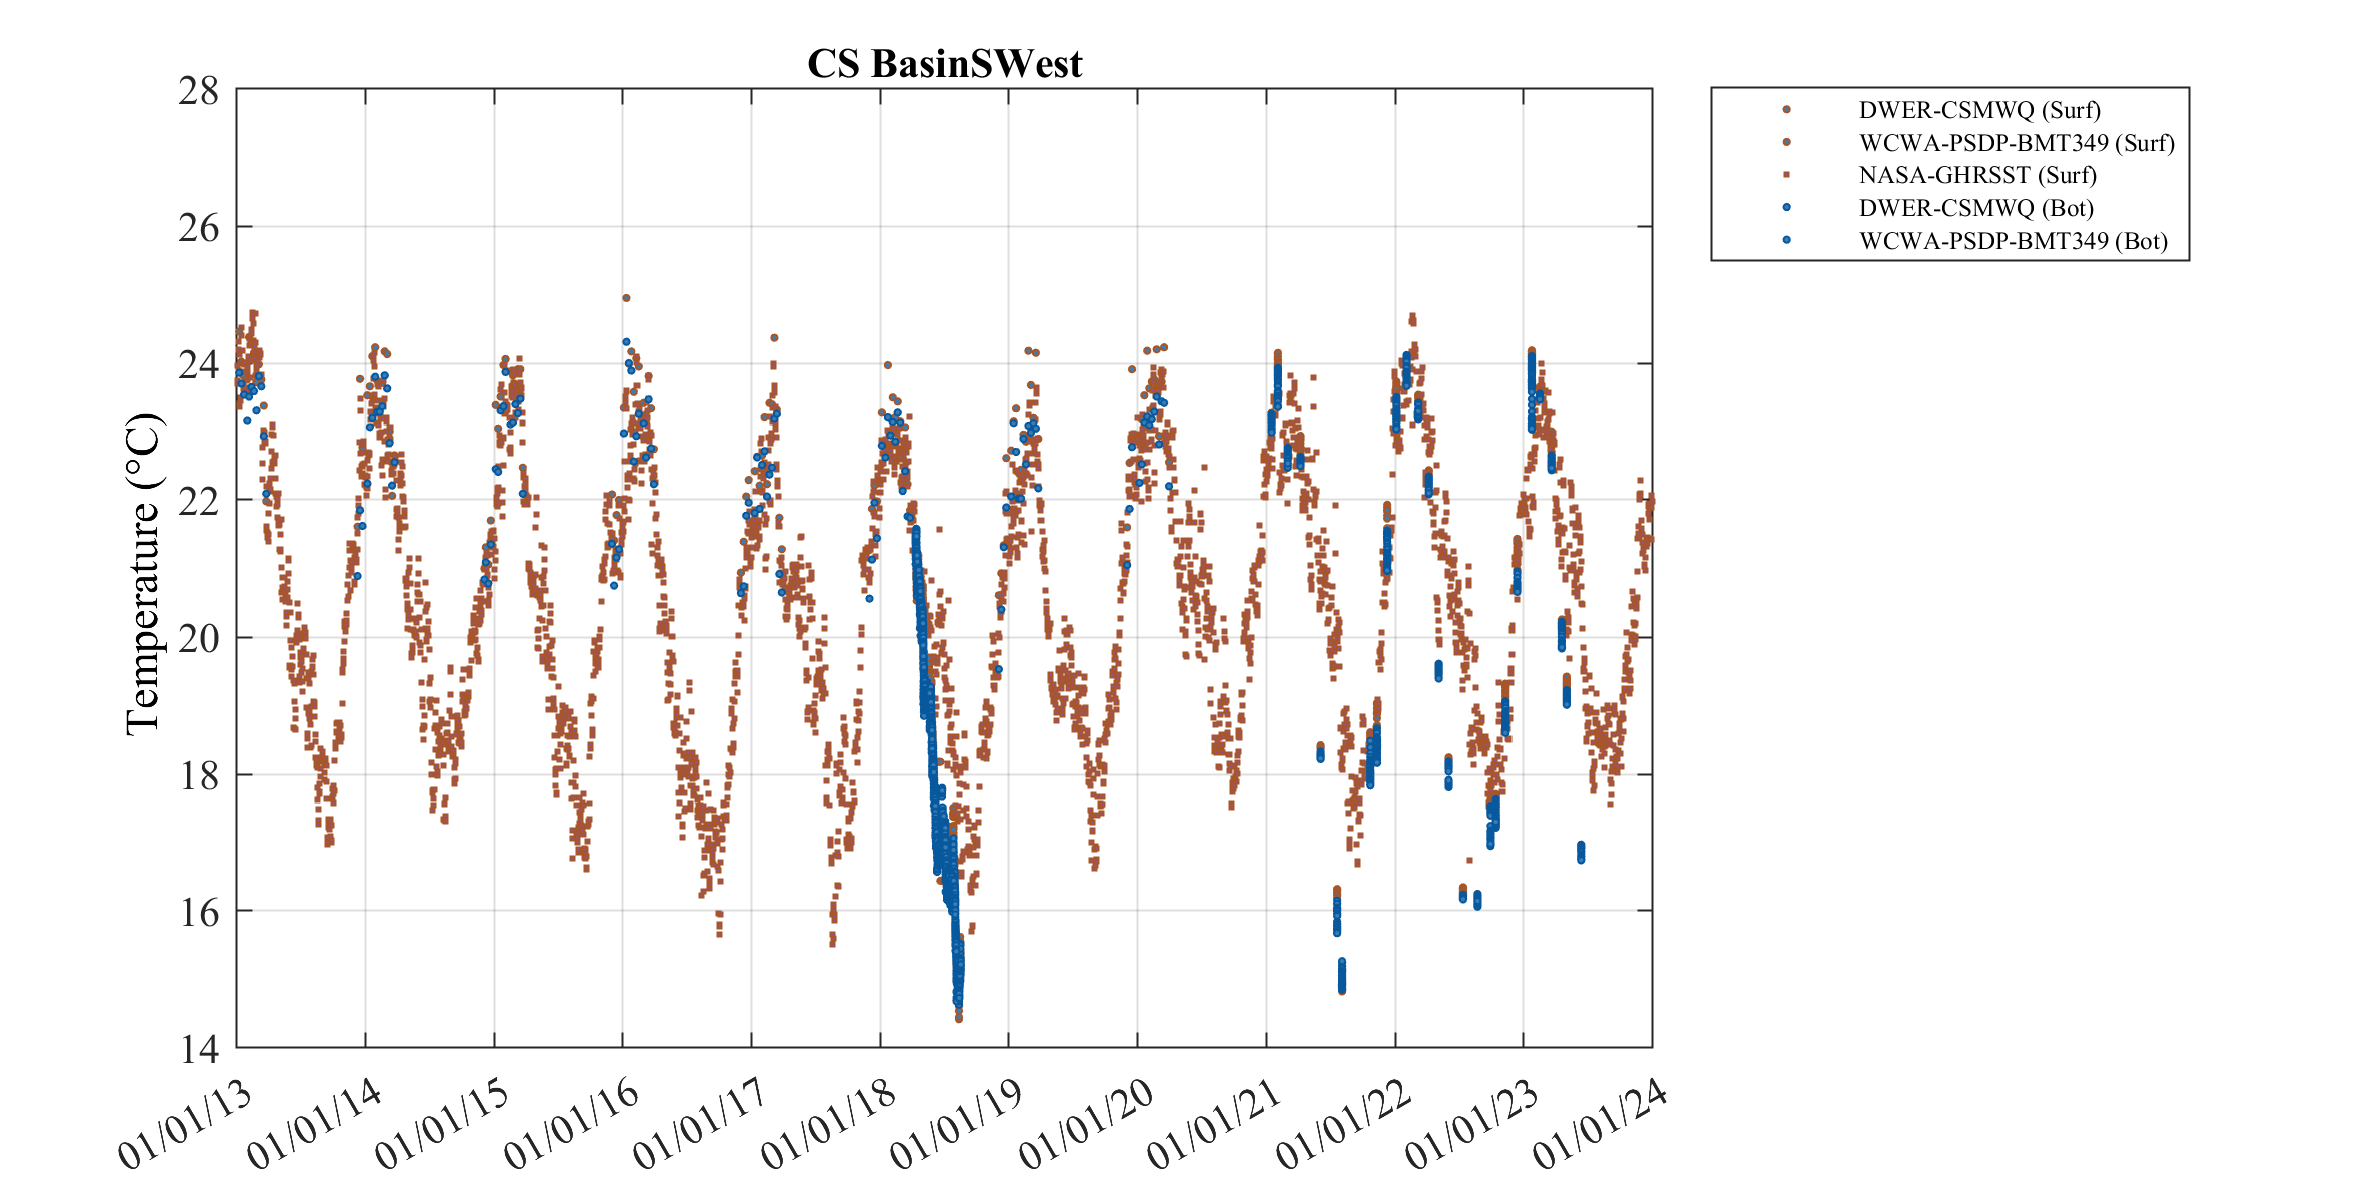 CS BasinSWest
28
26
24
22
20
18
16
14
Temperature (°C)
01/01/13
01/01/14
01/01/15
01/01/16
01/01/17
01/01/18
01/01/19
01/01/20
01/01/21
01/01/22
01/01/23
01/01/24
DWER-CSMWQ (Surf)
WCWA-PSDP-BMT349 (Surf)
NASA-GHRSST (Surf)
DWER-CSMWQ (Bot)
WCWA-PSDP-BMT349 (Bot)